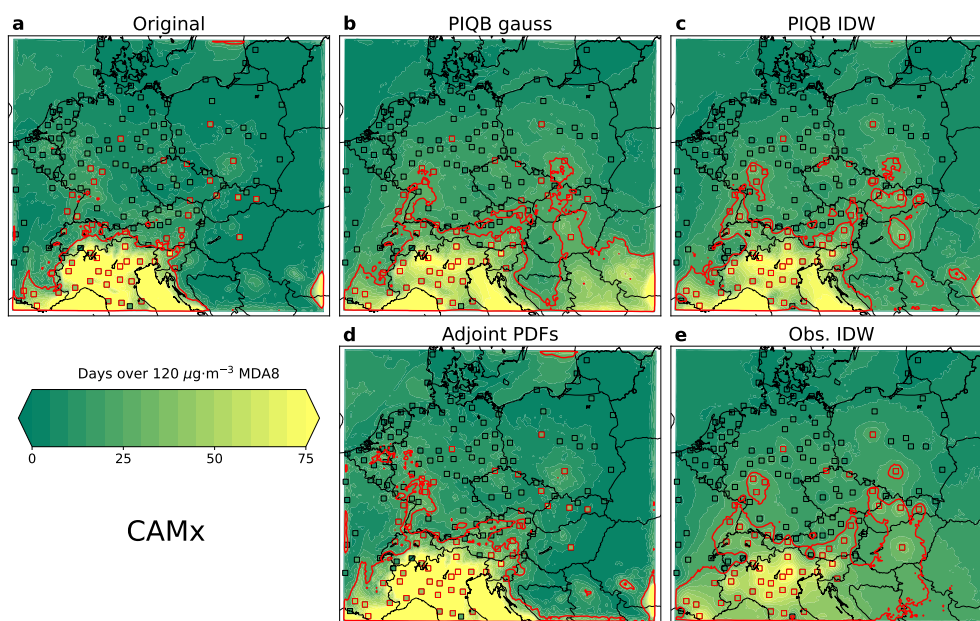 a Original
b PIQB gauss
c PIQB IDW
d Adjoint PDFs
e Obs. IDW
Days over 120 μg·m⁻³ MDA8
0 25 50 75
CAMx